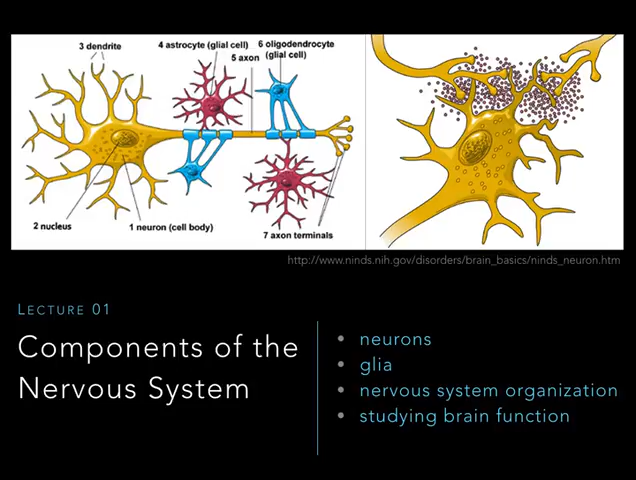 3 dendrite
4 astrocyte (glial cell)
6 oligodendrocyte
(glial cell)
5 axon
2 nucleus
1 neuron (cell body)
7 axon terminals
http://www.ninds.nih.gov/disorders/brain_basics/ninds_neuron.htm
LECTURE 01
Components of the
Nervous System
• neurons
• glia
• nervous system organization
• studying brain function